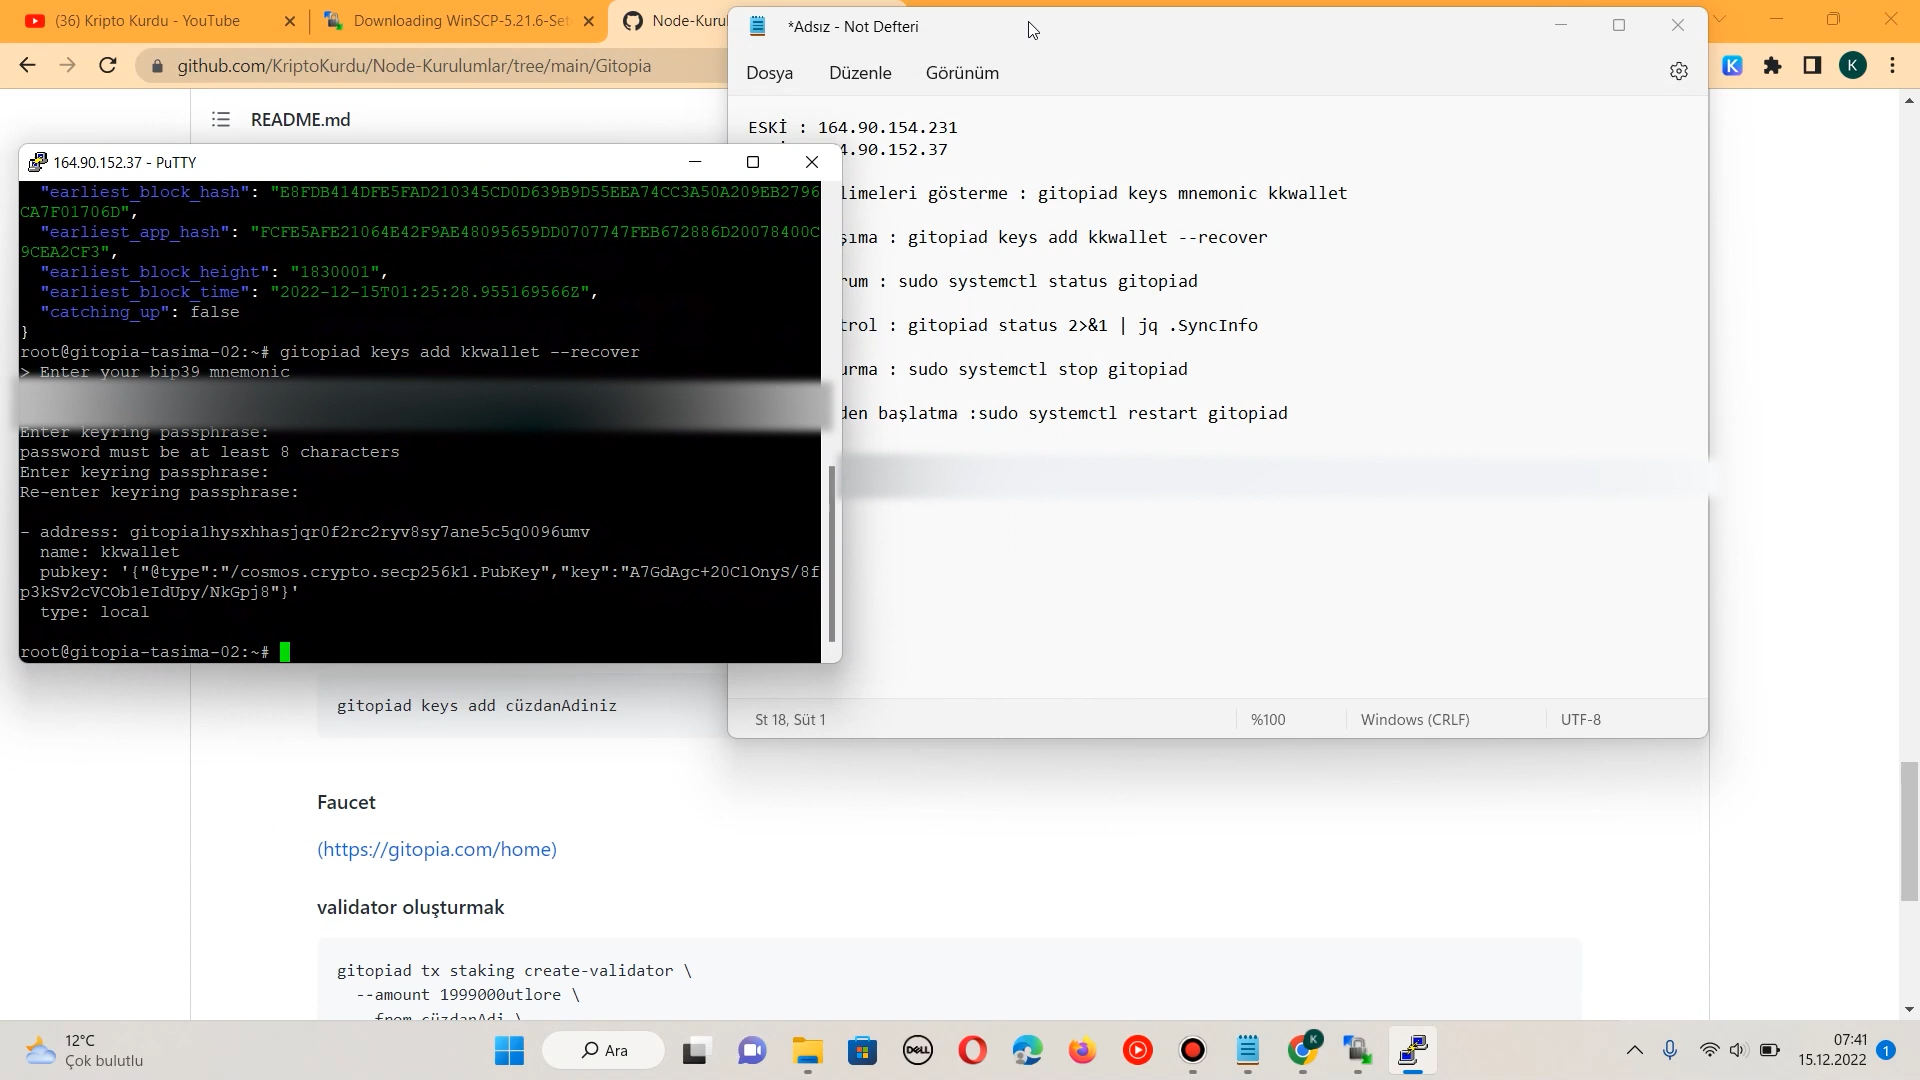 (36) Kripto Kurdu - YouTube
Downloading WinSCP-5.21.6-Set
Node-Kurul
github.com/KriptoKurdu/Node-Kurulumlar/tree/main/Gitopia
README.md
*Adsız - Not Defteri
Dosya Düzenle Görünüm
ESKİ : 164.90.154.231
4.90.152.37
limeleri gösterme : gitopiad keys mnemonic kkwallet
şıma : gitopiad keys add kkwallet --recover
rum : sudo systemctl status gitopiad
trol : gitopiad status 2>&1 | jq .SyncInfo
urma : sudo systemctl stop gitopiad
den başlatma :sudo systemctl restart gitopiad
St 18, Süt 1
%100
Windows (CRLF)
UTF-8
164.90.152.37 - PuTTY
"earliest_block_hash": "E8FDB414DFE5FAD210345CD0D639B9D55EEA74CC3A50A209EB2796
CA7F01706D",
"earliest_app_hash": "FCFE5AFE21064E42F9AE48095659DD0707747FEB672886D20078400C
9CEA2CF3",
"earliest_block_height": "1830001",
"earliest_block_time": "2022-12-15T01:25:28.955169566Z",
"catching_up": false
}
root@gitopia-tasima-02:~# gitopiad keys add kkwallet --recover
> Enter your bip39 mnemonic
Enter keyring passphrase:
password must be at least 8 characters
Enter keyring passphrase:
Re-enter keyring passphrase:
- address: gitopia1hysxhhasjqr0f2rc2ryv8sy7ane5c5q0096umv
name: kkwallet
pubkey: '{"@type":"/cosmos.crypto.secp256k1.PubKey","key":"A7GdAgc+20ClOnyS/8f
p3kSv2cVCOb1eIdUpy/NkGpj8"}'
type: local
root@gitopia-tasima-02:~#
gitopiad keys add cüzdanAdiniz
Faucet
(https://gitopia.com/home)
validator oluşturmak
gitopiad tx staking create-validator \
--amount 1999000utlore \
from cüzdanAdi \
12°C
Çok bulutlu
Ara
DELL
K
07:41
15.12.2022
1